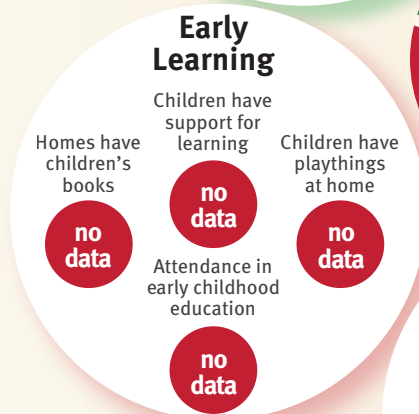 Early
Learning
Children have
support for
learning
no
data
Homes have
children's
books
no
data
Children have
playthings
at home
no
data
Attendance in
early childhood
education
no
data